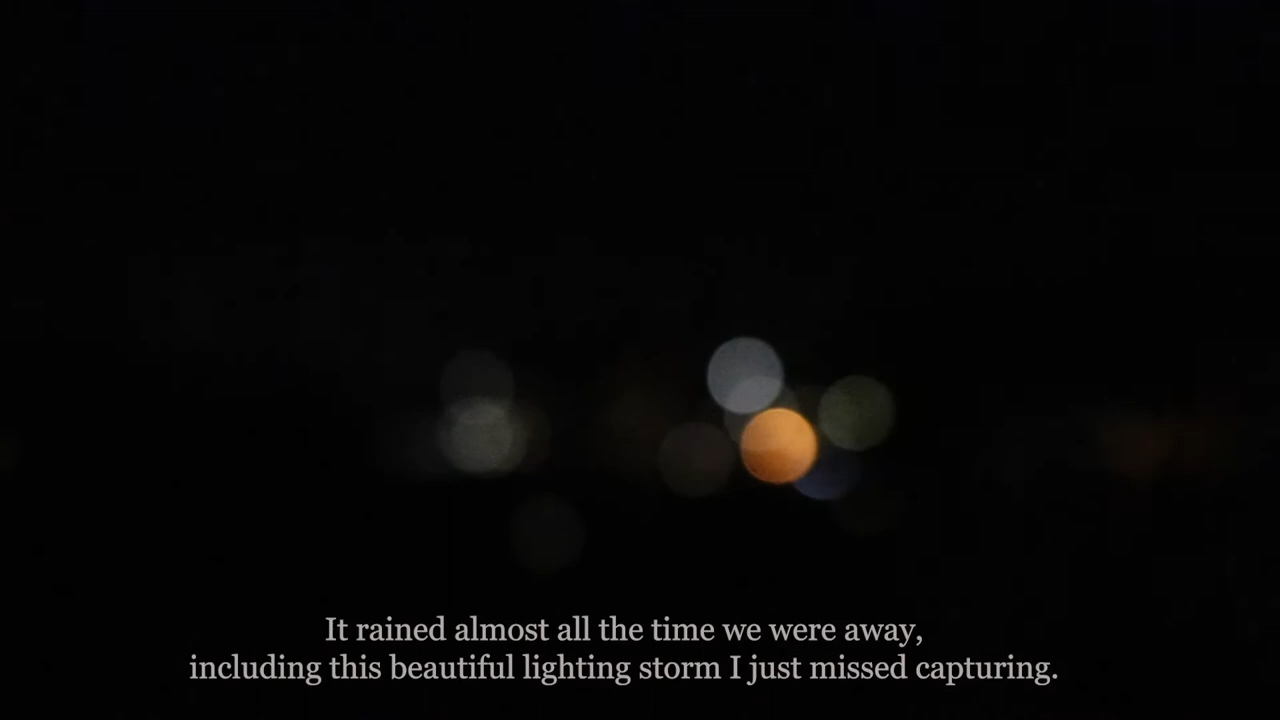 It rained almost all the time we were away,
including this beautiful lighting storm I just missed capturing.